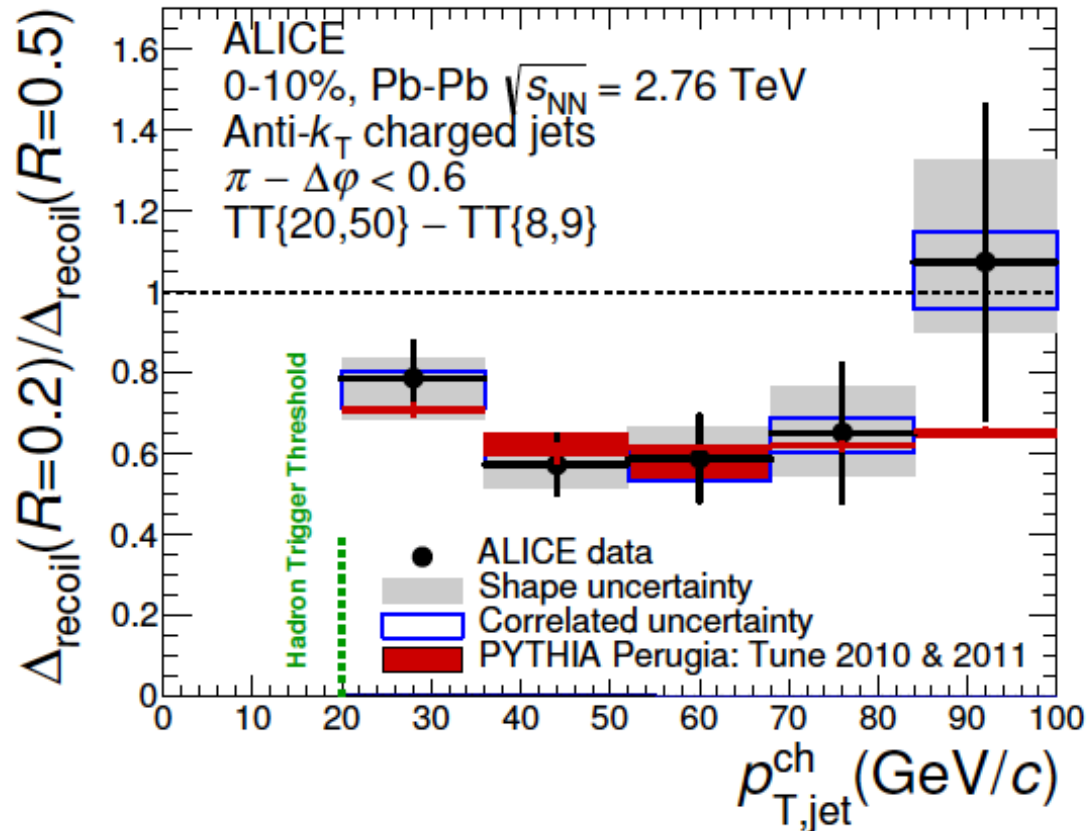 ALICE
0-10%, Pb-Pb √sNN = 2.76 TeV
Anti-kT charged jets
π − Δφ < 0.6
TT{20,50} − TT{8,9}
Δrecoil(R=0.2)/Δrecoil(R=0.5)
1.6
1.4
1.2
1
0.8
0.6
0.4
0.2
0
Hadron Trigger Threshold
ALICE data
Shape uncertainty
Correlated uncertainty
PYTHIA Perugia: Tune 2010 & 2011
0 10 20 30 40 50 60 70 80 90 100
p ch T,jet (GeV/c)